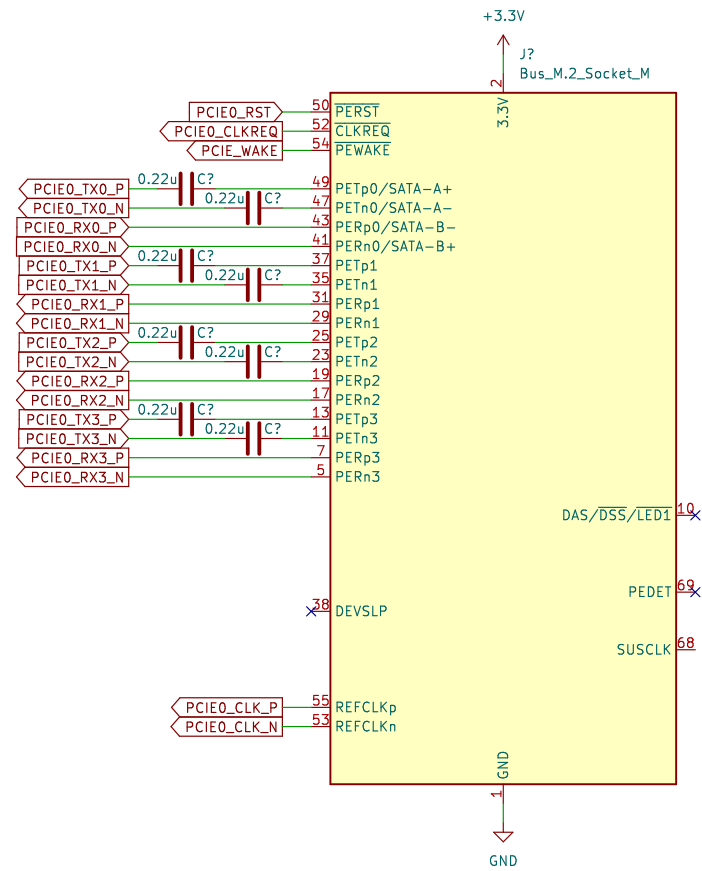 +3.3V
J?
Bus_M.2_Socket_M
2
3.3V
PCIE0_RST 50 PERST
PCIE0_CLKREQ 52 CLKREQ
PCIE_WAKE 54 PEWAKE
0.22u C?
PCIE0_TX0_P 49 PETp0/SATA-A+
0.22u C?
PCIE0_TX0_N 47 PETn0/SATA-A-
PCIE0_RX0_P 43 PERp0/SATA-B-
PCIE0_RX0_N 41 PERn0/SATA-B+
0.22u C?
PCIE0_TX1_P 37 PETp1
0.22u C?
PCIE0_TX1_N 35 PETn1
PCIE0_RX1_P 31 PERp1
PCIE0_RX1_N 29 PERn1
0.22u C?
PCIE0_TX2_P 25 PETp2
0.22u C?
PCIE0_TX2_N 23 PETn2
PCIE0_RX2_P 19 PERp2
PCIE0_RX2_N 17 PERn2
0.22u C?
PCIE0_TX3_P 13 PETp3
0.22u C?
PCIE0_TX3_N 11 PETn3
PCIE0_RX3_P 7 PERp3
PCIE0_RX3_N 5 PERn3
DAS/DSS/LED1 10
PEDET 69
38 DEVSLP
SUSCLK 68
PCIE0_CLK_P 55 REFCLKp
PCIE0_CLK_N 53 REFCLKn
GND
1
GND